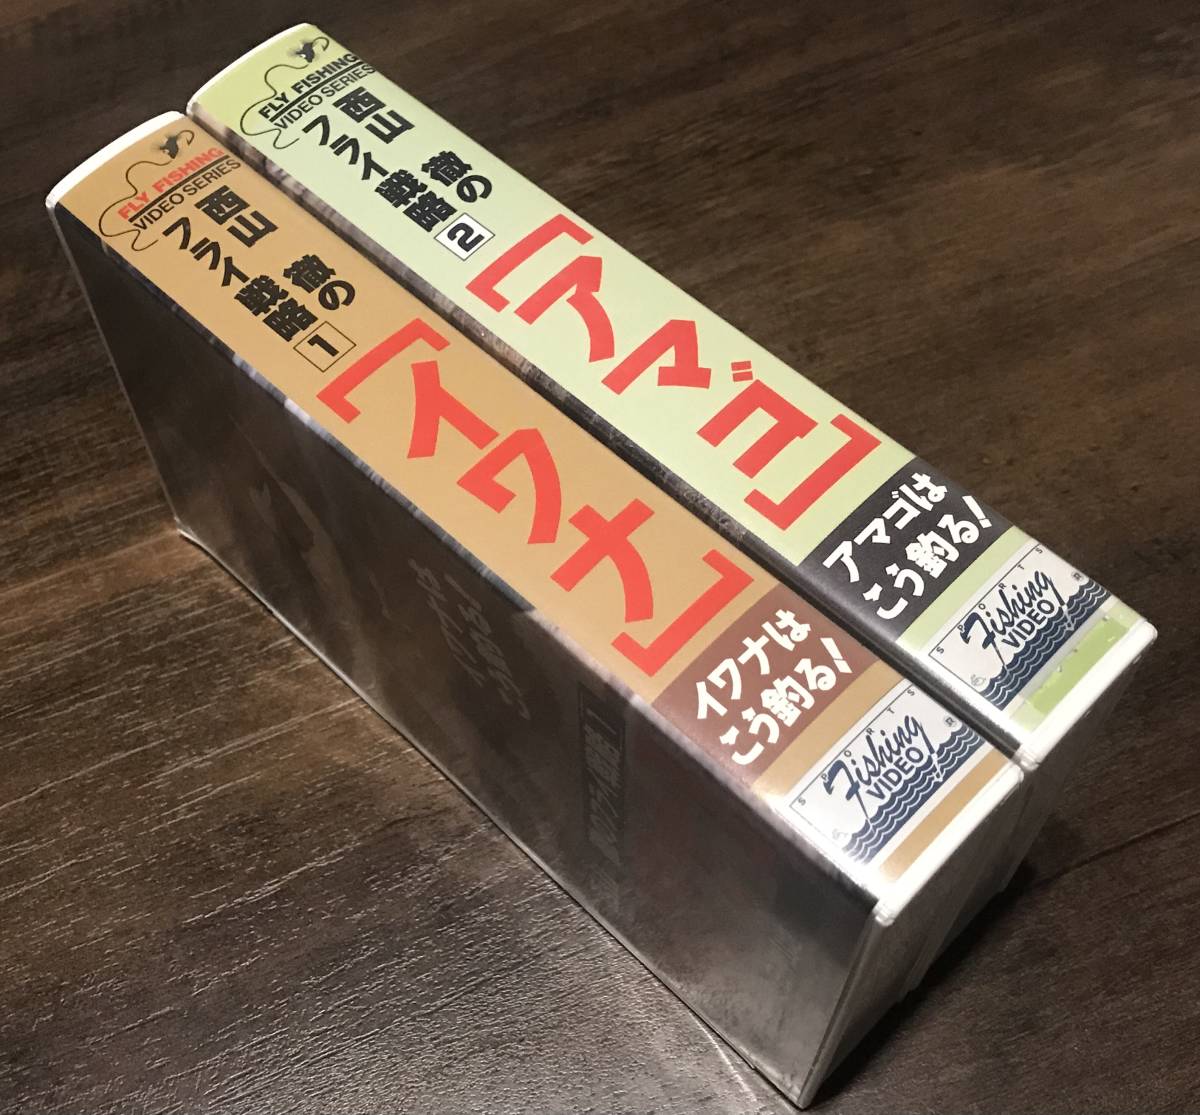 FLY FISHING
VIDEO SERIES
西山 徹の
フライ戦略 1
[イワナ]
イワナは
こう釣る!
SPORTS
Fishing
VIDEO
®
FLY FISHING
VIDEO SERIES
西山 徹の
フライ戦略 2
[アマゴ]
アマゴは
こう釣る!
SPORTS
Fishing
VIDEO
®